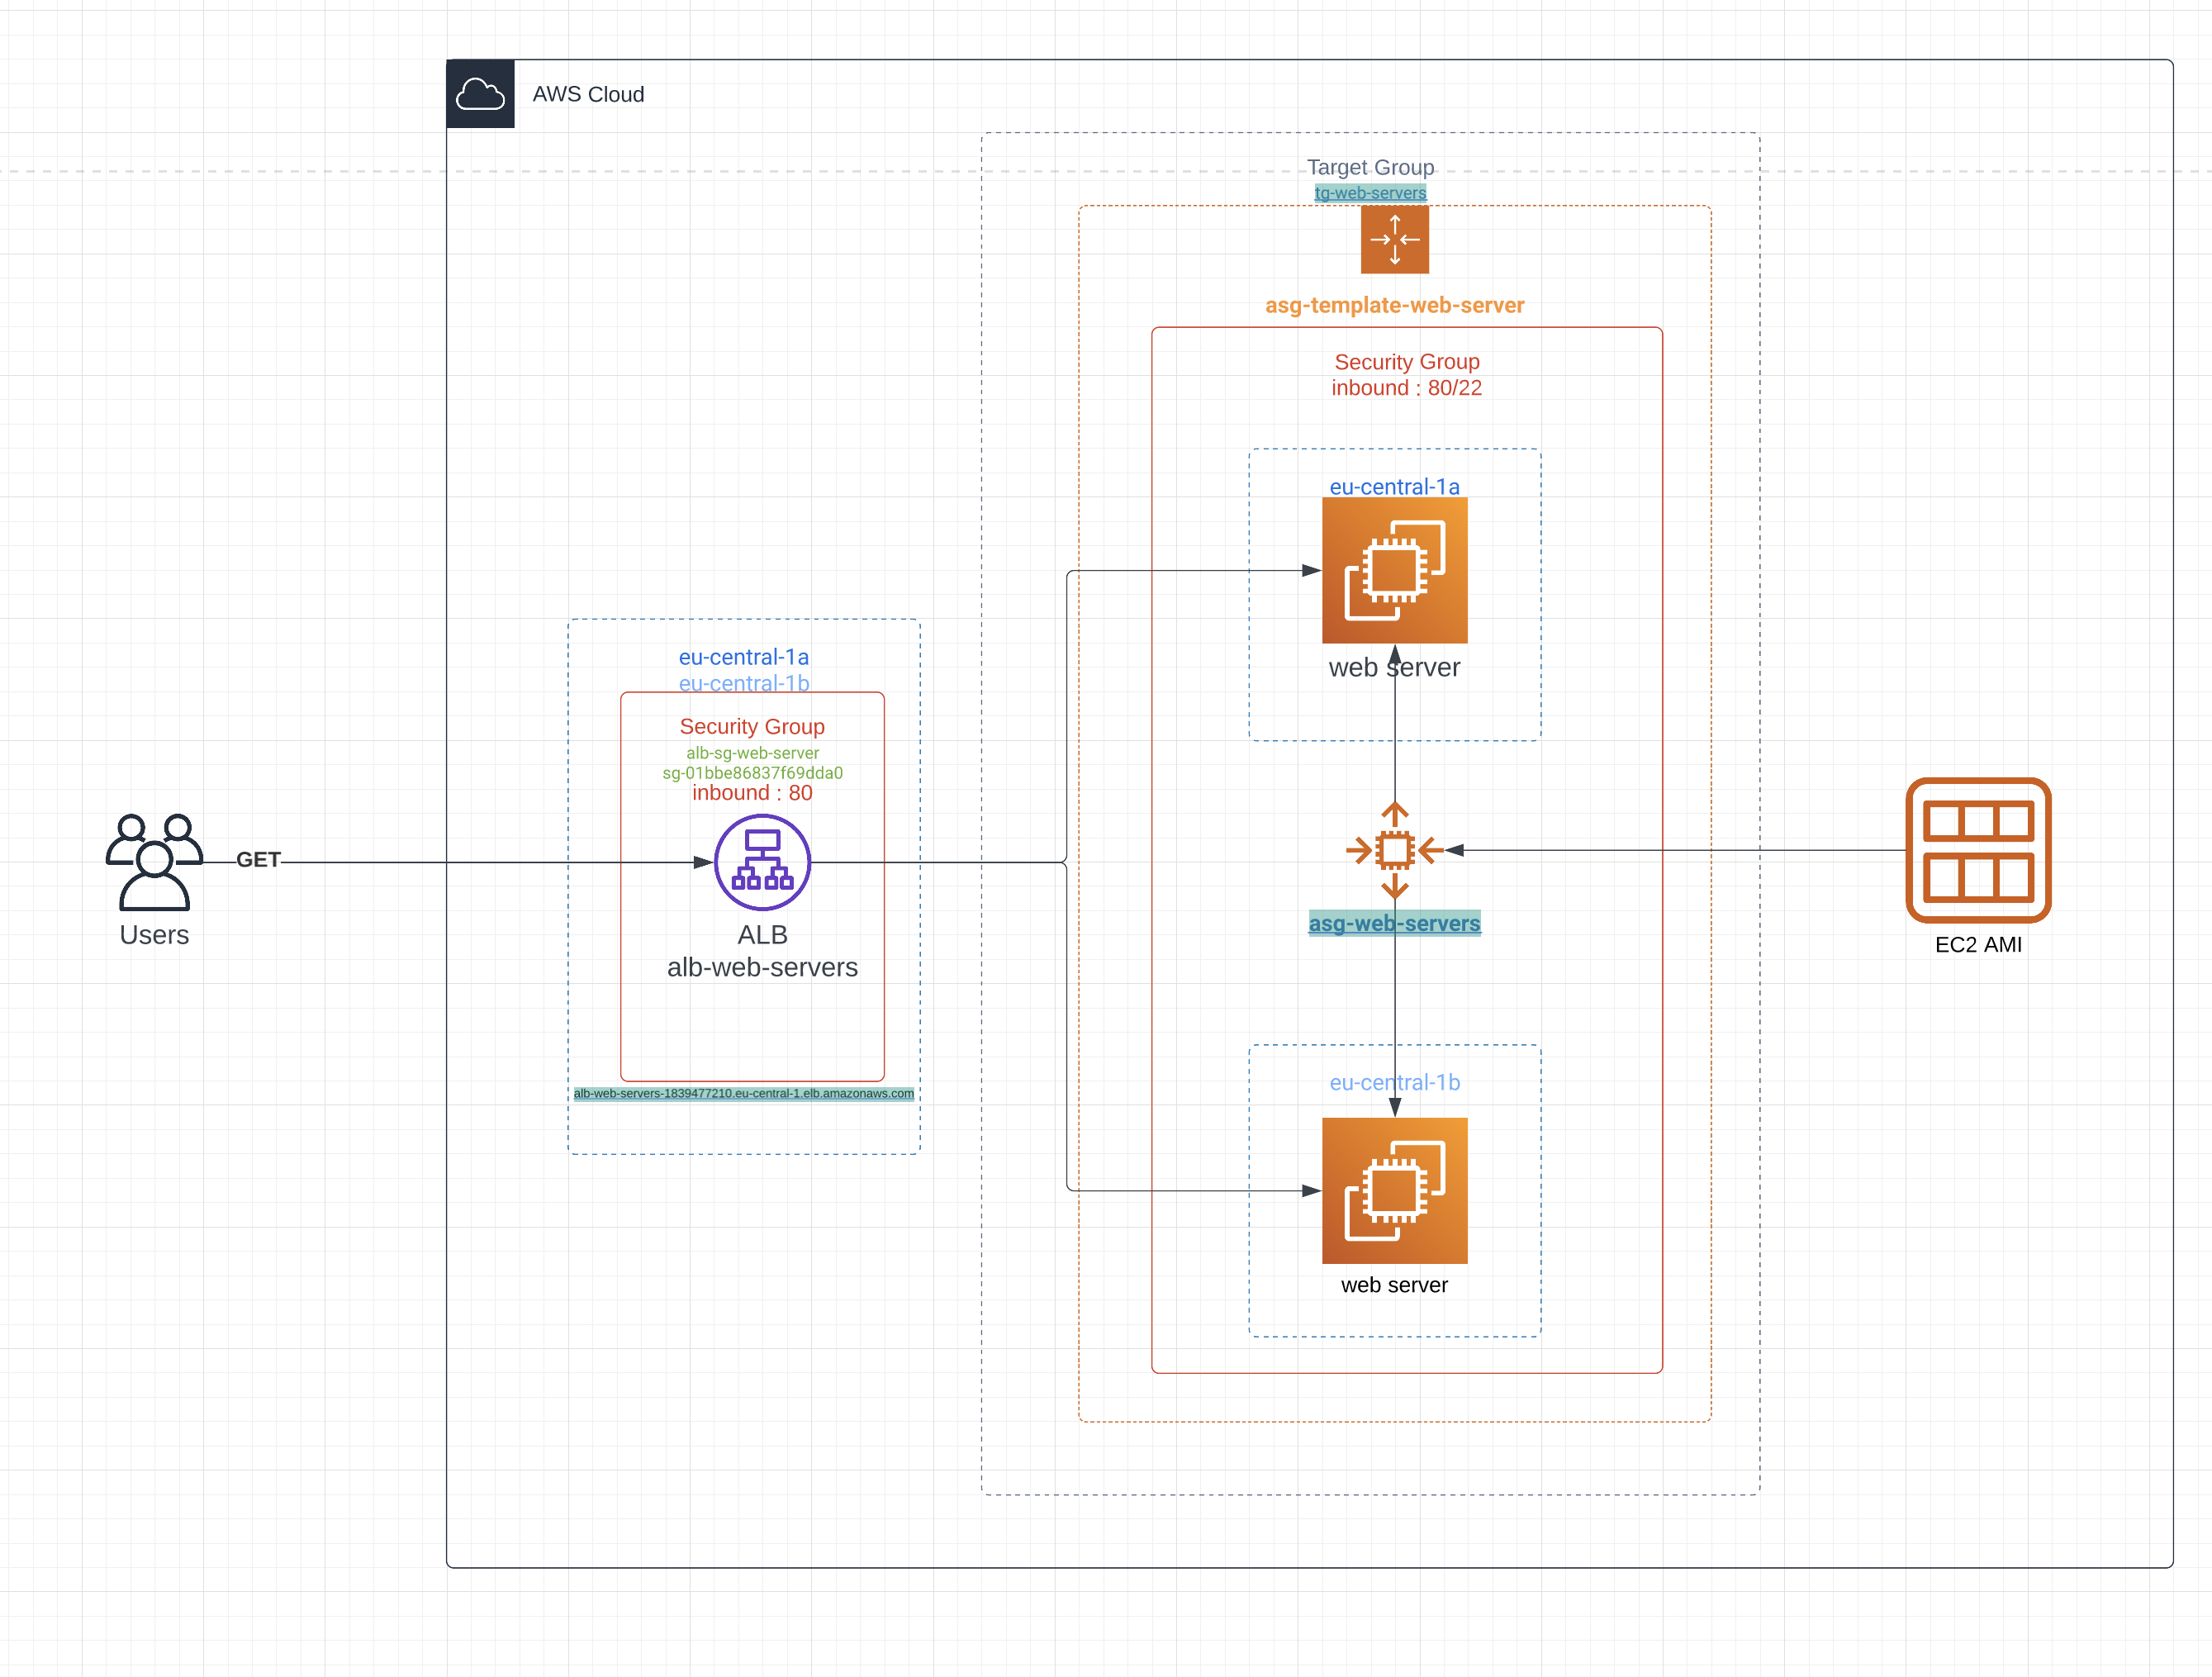 AWS Cloud
Target Group
tg-web-servers
asg-template-web-server
Security Group
inbound : 80/22
eu-central-1a
web server
eu-central-1a
eu-central-1b
Security Group
alb-sg-web-server
sg-01bbe86837f69dda0
inbound : 80
GET
Users
ALB
alb-web-servers
alb-web-servers-1839477210.eu-central-1.elb.amazonaws.com
asg-web-servers
EC2 AMI
eu-central-1b
web server